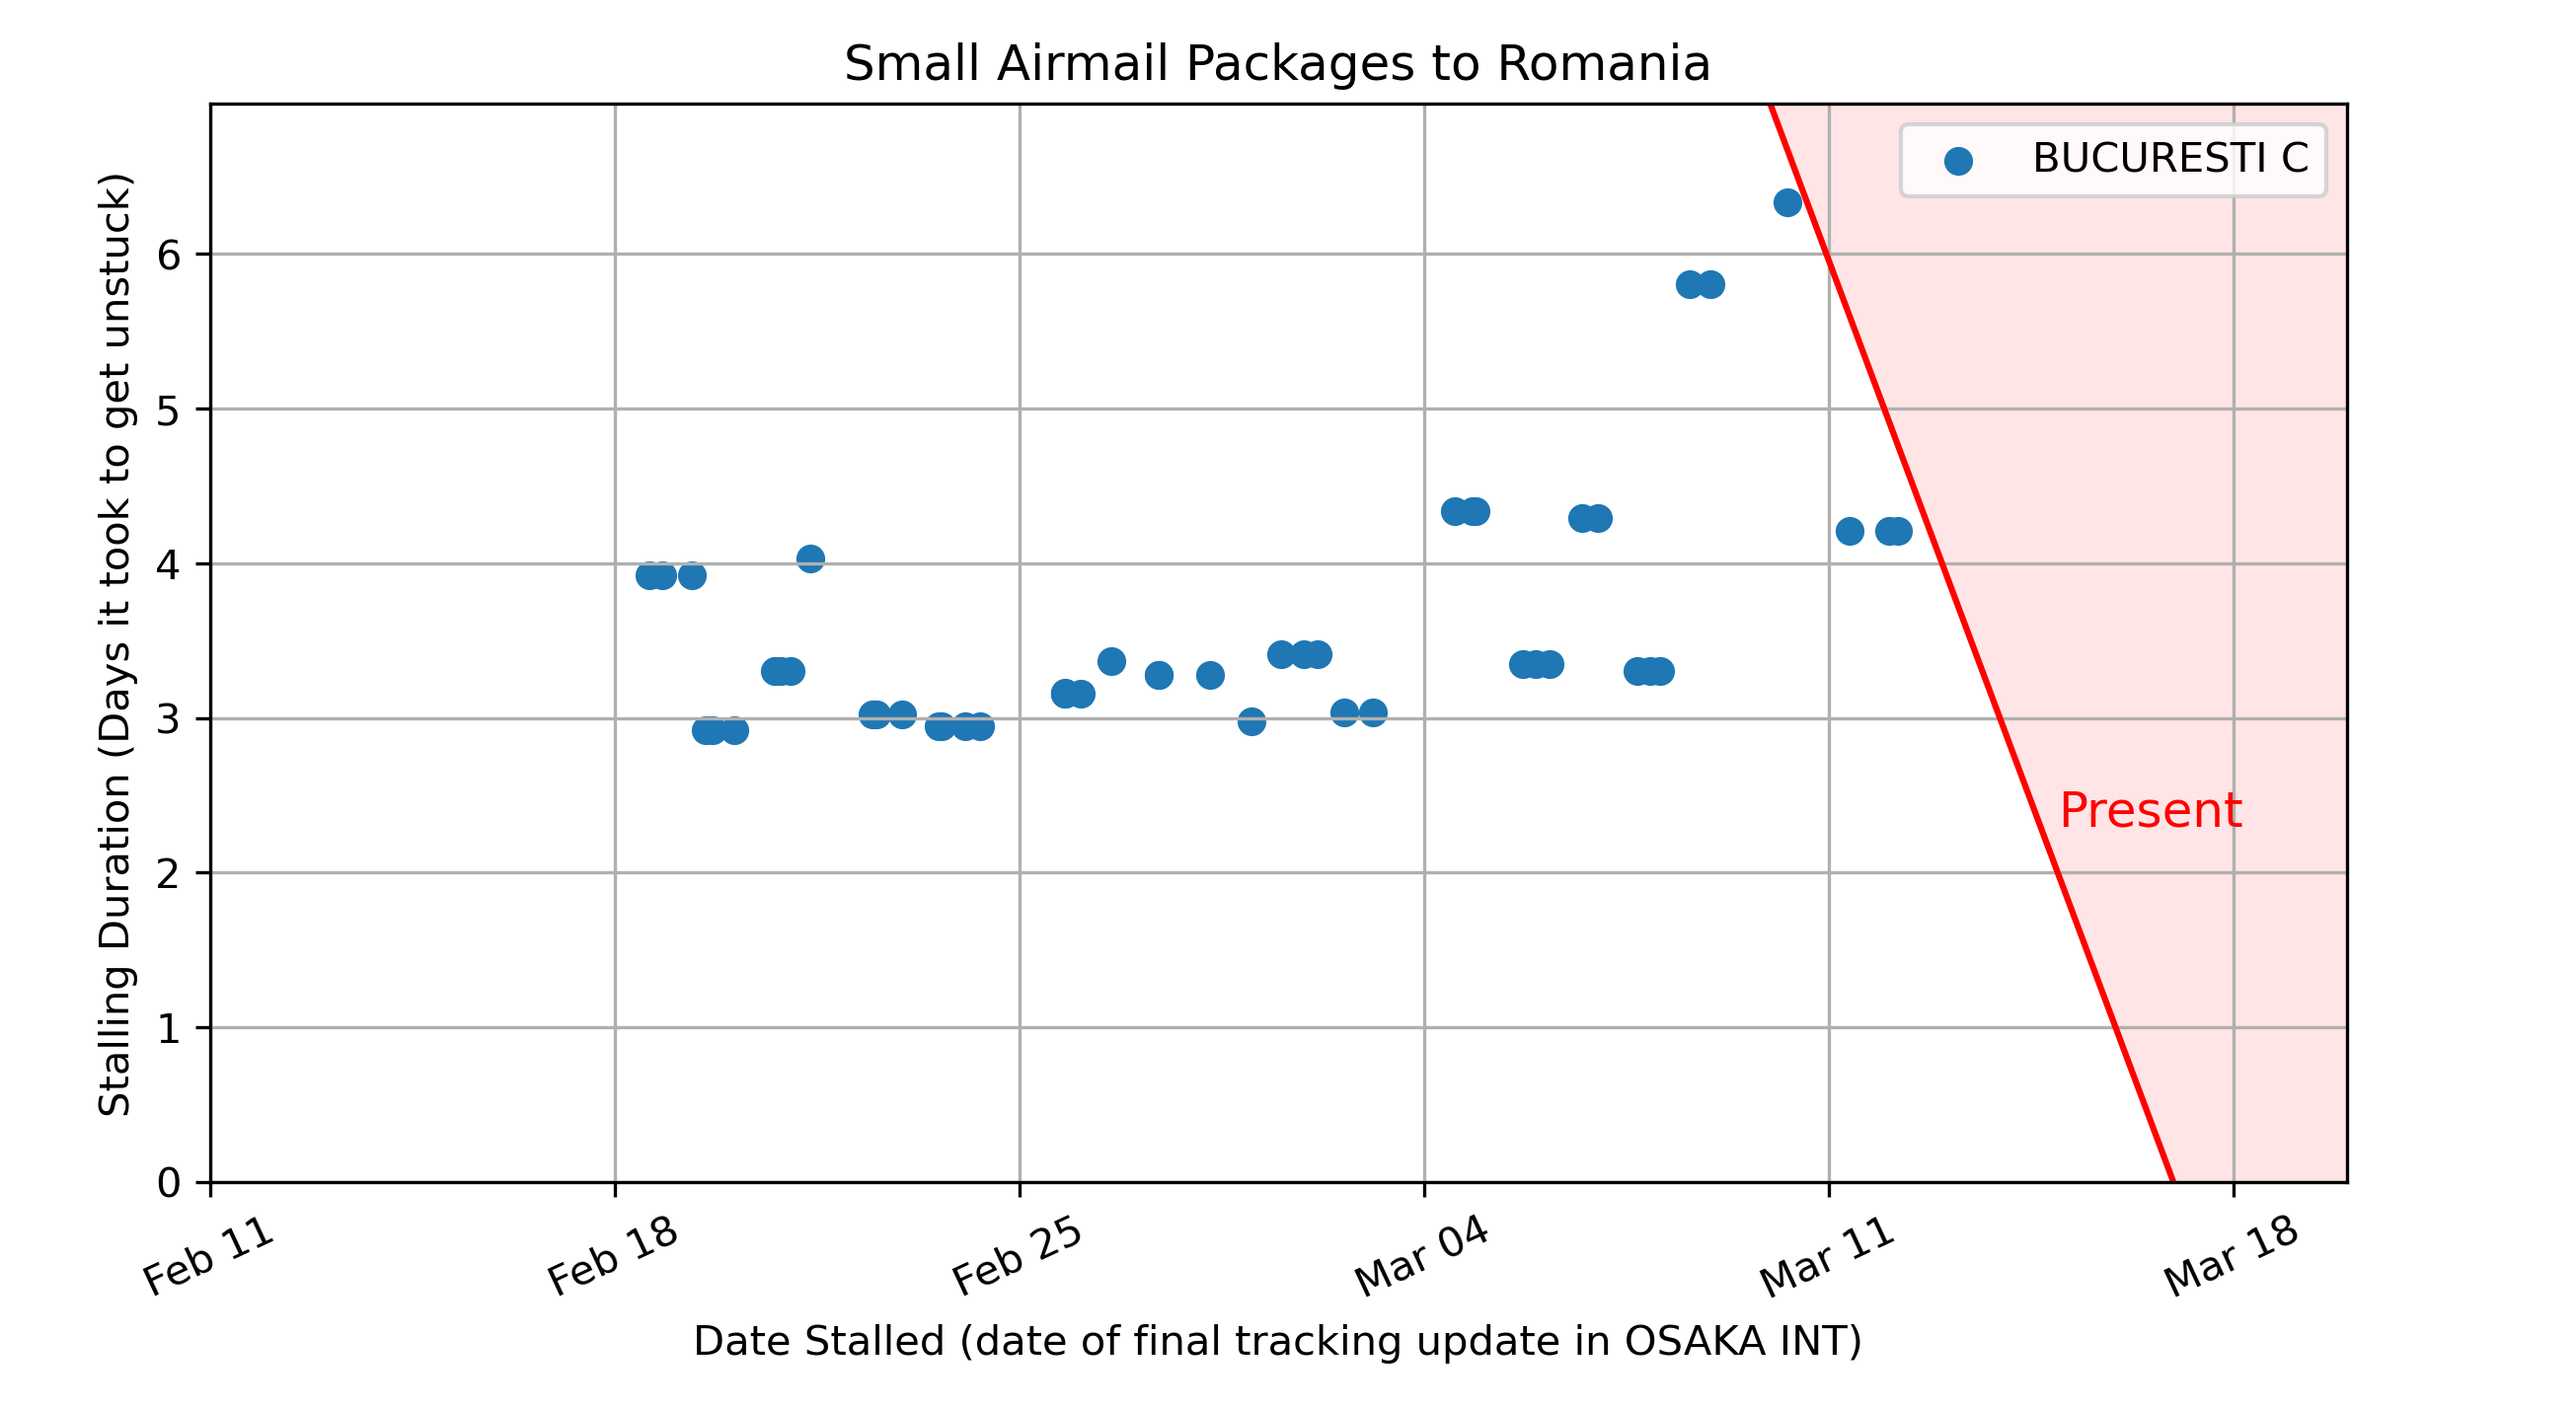 Small Airmail Packages to Romania
BUCURESTI C
Stalling Duration (Days it took to get unstuck)
6
5
4
3
2
1
0
Present
Feb 11
Feb 18
Feb 25
Mar 04
Mar 11
Mar 18
Date Stalled (date of final tracking update in OSAKA INT)